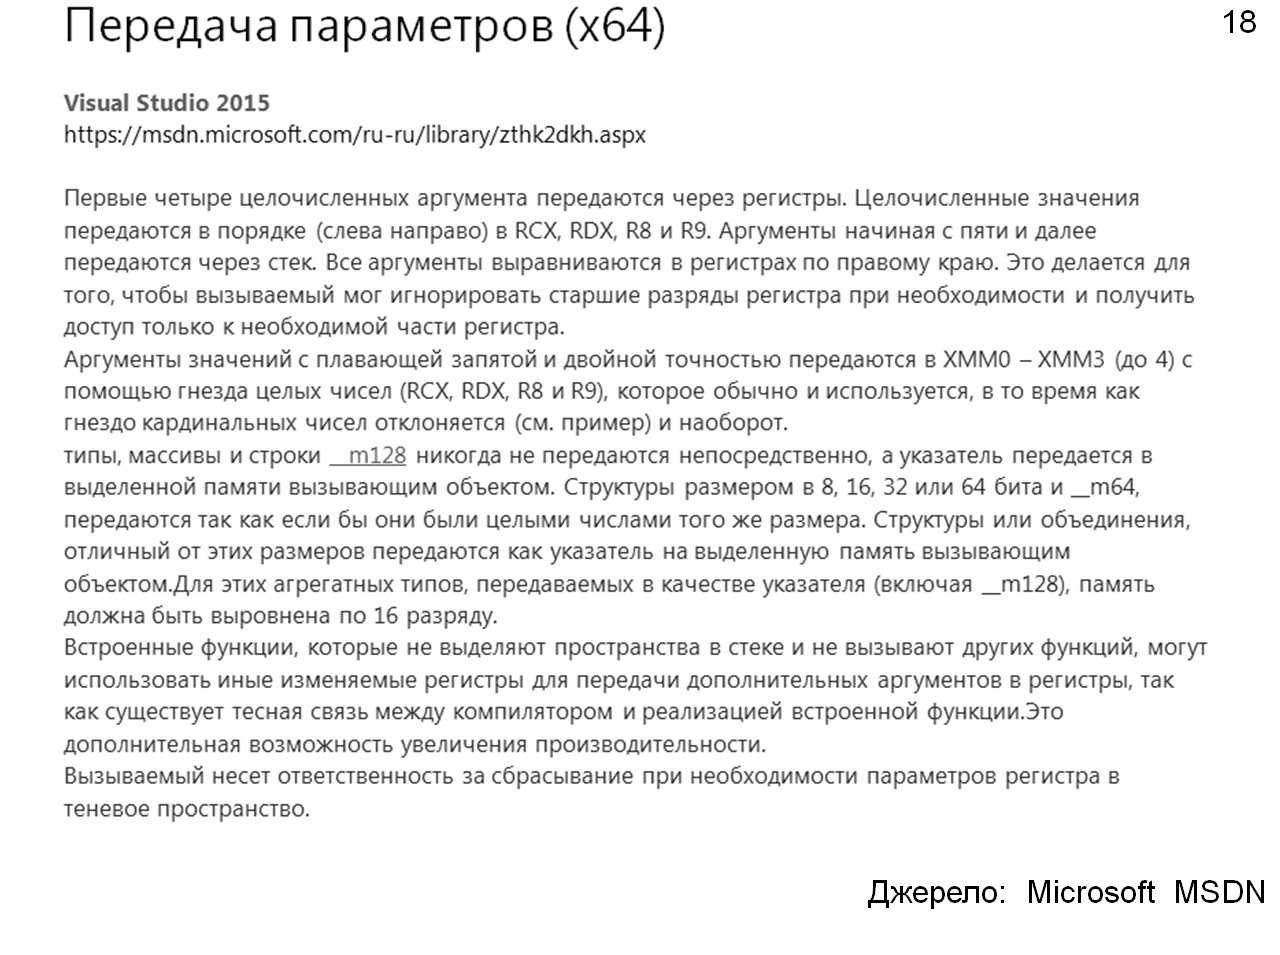 Передача параметров (x64)
18
Visual Studio 2015
https://msdn.microsoft.com/ru-ru/library/zthk2dkh.aspx
Первые четыре целочисленных аргумента передаются через регистры. Целочисленные значения
передаются в порядке (слева направо) в RCX, RDX, R8 и R9. Аргументы начиная с пяти и далее
передаются через стек. Все аргументы выравниваются в регистрах по правому краю. Это делается для
того, чтобы вызываемый мог игнорировать старшие разряды регистра при необходимости и получить
доступ только к необходимой части регистра.
Аргументы значений с плавающей запятой и двойной точностью передаются в XMM0 – XMM3 (до 4) с
помощью гнезда целых чисел (RCX, RDX, R8 и R9), которое обычно и используется, в то время как
гнездо кардинальных чисел отклоняется (см. пример) и наоборот.
типы, массивы и строки __m128 никогда не передаются непосредственно, а указатель передается в
выделенной памяти вызывающим объектом. Структуры размером в 8, 16, 32 или 64 бита и __m64,
передаются так как если бы они были целыми числами того же размера. Структуры или объединения,
отличный от этих размеров передаются как указатель на выделенную память вызывающим
объектом.Для этих агрегатных типов, передаваемых в качестве указателя (включая __m128), память
должна быть выровнена по 16 разряду.
Встроенные функции, которые не выделяют пространства в стеке и не вызывают других функций, могут
использовать иные изменяемые регистры для передачи дополнительных аргументов в регистры, так
как существует тесная связь между компилятором и реализацией встроенной функции.Это
дополнительная возможность увеличения производительности.
Вызываемый несет ответственность за сбрасывание при необходимости параметров регистра в
теневое пространство.
Джерело: Microsoft MSDN